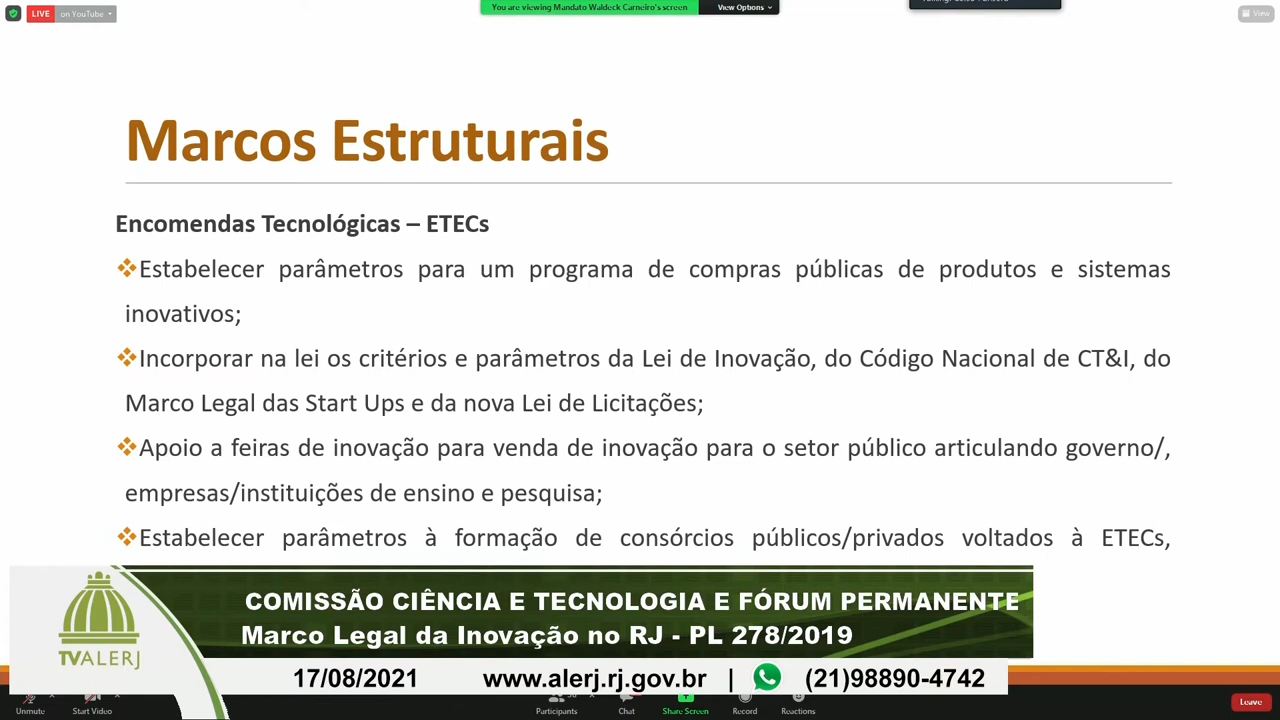 LIVE on YouTube
You are viewing Mandato Waldeck Carneiro's screen View Options
View
Marcos Estruturais
Encomendas Tecnológicas – ETECs
Estabelecer parâmetros para um programa de compras públicas de produtos e sistemas
inovativos;
Incorporar na lei os critérios e parâmetros da Lei de Inovação, do Código Nacional de CT&I, do
Marco Legal das Start Ups e da nova Lei de Licitações;
Apoio a feiras de inovação para venda de inovação para o setor público articulando governo/,
empresas/instituições de ensino e pesquisa;
Estabelecer parâmetros à formação de consórcios públicos/privados voltados à ETECs,
COMISSÃO CIÊNCIA E TECNOLOGIA E FÓRUM PERMANENTE
Marco Legal da Inovação no RJ - PL 278/2019
TVALERJ
17/08/2021 www.alerj.rj.gov.br | (21)98890-4742
Unmute Start Video Participants Chat Share Screen Record Reactions Leave